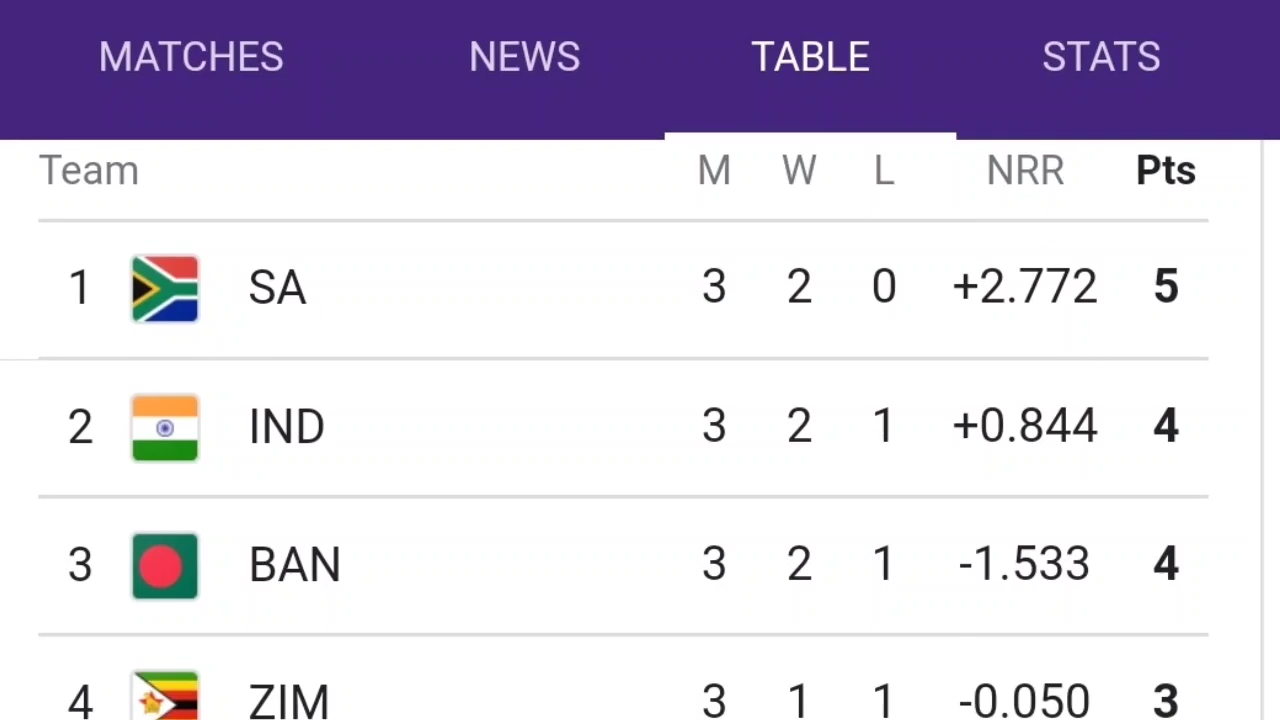 MATCHES NEWS TABLE STATS
Team M W L NRR Pts
1 SA 3 2 0 +2.772 5
2 IND 3 2 1 +0.844 4
3 BAN 3 2 1 -1.533 4
4 ZIM 3 1 1 -0.050 3